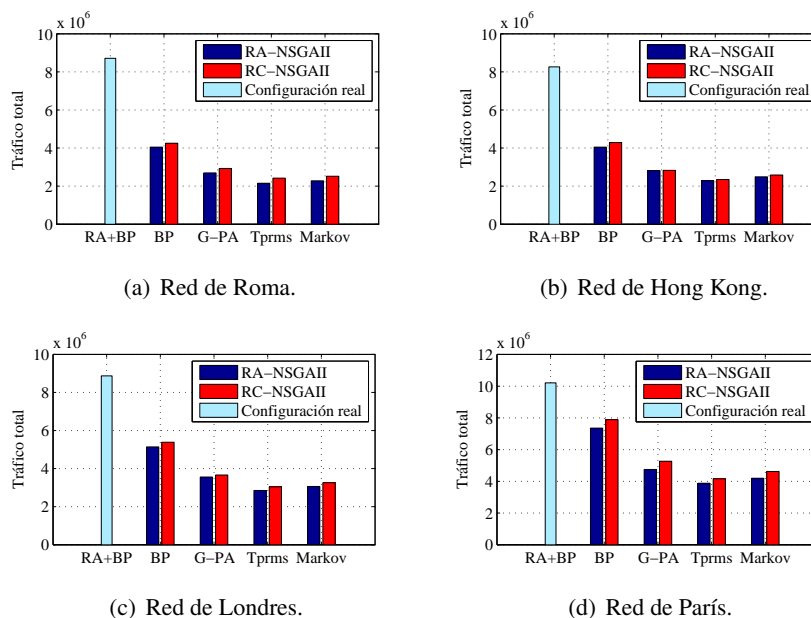 x 10^6
10
8
6
4
2
0
Tráfico total
RA−NSGAII
RC−NSGAII
Configuración real
RA+BP BP G−PA Tprms Markov
(a) Red de Roma.
x 10^6
10
8
6
4
2
0
Tráfico total
RA−NSGAII
RC−NSGAII
Configuración real
RA+BP BP G−PA Tprms Markov
(b) Red de Hong Kong.
x 10^6
10
8
6
4
2
0
Tráfico total
RA−NSGAII
RC−NSGAII
Configuración real
RA+BP BP G−PA Tprms Markov
(c) Red de Londres.
x 10^6
12
10
8
6
4
2
0
Tráfico total
RA−NSGAII
RC−NSGAII
Configuración real
RA+BP BP G−PA Tprms Markov
(d) Red de París.